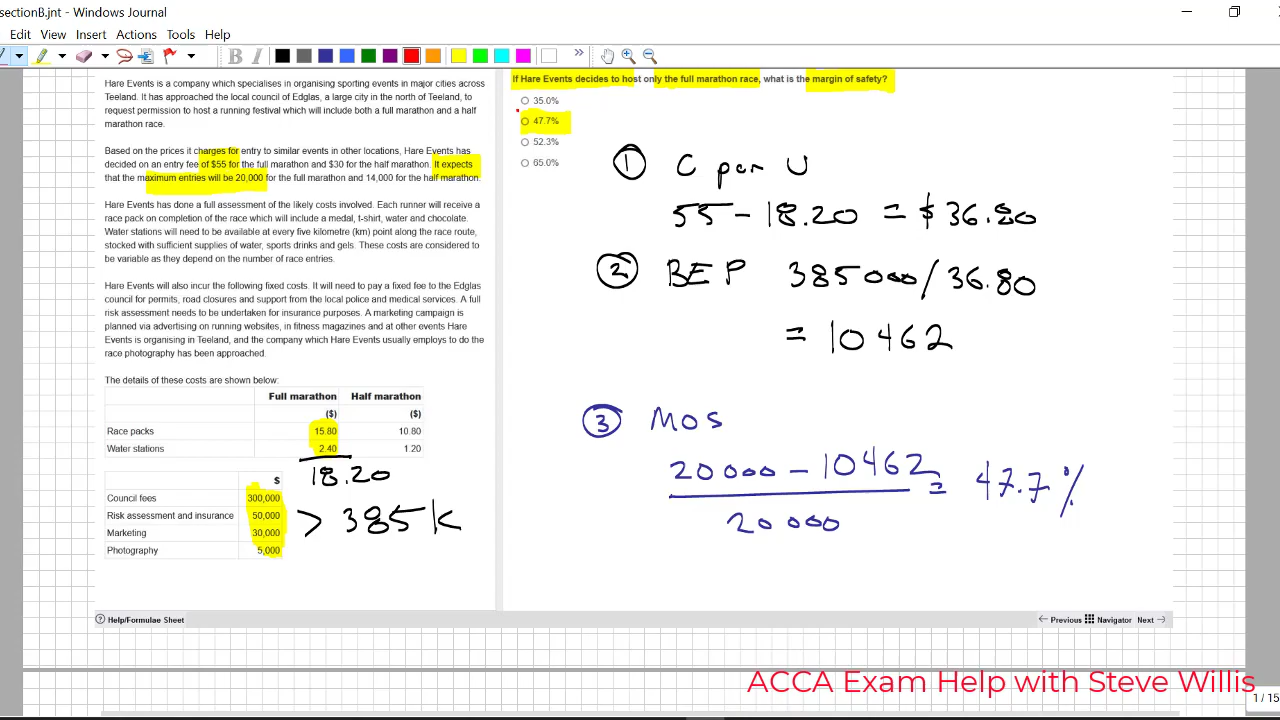 sectionB.jnt - Windows Journal
Edit View Insert Actions Tools Help
B I
Hare Events is a company which specialises in organising sporting events in major cities across
Teeland. It has approached the local council of Edglas, a large city in the north of Teeland, to
request permission to host a running festival which will include both a full marathon and a half
marathon race.
Based on the prices it charges for entry to similar events in other locations, Hare Events has
decided on an entry fee of $55 for the full marathon and $30 for the half marathon. It expects
that the maximum entries will be 20,000 for the full marathon and 14,000 for the half marathon.
Hare Events has done a full assessment of the likely costs involved. Each runner will receive a
race pack on completion of the race which will include a medal, t-shirt, water and chocolate.
Water stations will need to be available at every five kilometre (km) point along the race route,
stocked with sufficient supplies of water, sports drinks and gels. These costs are considered to
be variable as they depend on the number of race entries.
Hare Events will also incur the following fixed costs. It will need to pay a fixed fee to the Edglas
council for permits, road closures and support from the local police and medical services. A full
risk assessment needs to be undertaken for insurance purposes. A marketing campaign is
planned via advertising on running websites, in fitness magazines and at other events Hare
Events is organising in Teeland, and the company which Hare Events usually employs to do the
race photography has been approached.
The details of these costs are shown below:
Full marathon Half marathon
($) ($)
Race packs 15.80 10.80
Water stations 2.40 1.20
18.20
$
Council fees 300,000
Risk assessment and insurance 50,000
Marketing 30,000
Photography 5,000
> 385 K
If Hare Events decides to host only the full marathon race, what is the margin of safety?
35.0%
47.7%
52.3%
65.0%
1 C per U
55 - 18.20 = $36.80
2 BEP 385000/36.80
= 10462
3 MOS
20000 - 10462 = 47.7%
20000
? Help/Formulae Sheet
Previous Navigator Next
ACCA Exam Help with Steve Willis
1 / 15